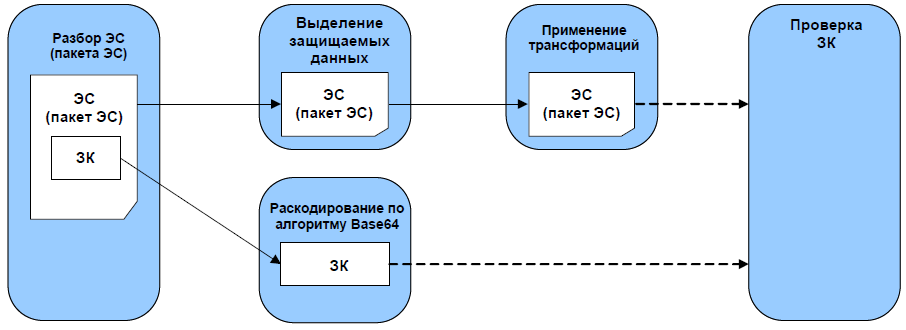 Разбор ЭС
(пакета ЭС)
ЭС
(пакет ЭС)
ЗК
Выделение
защищаемых
данных
ЭС
(пакет ЭС)
Применение
трансформаций
ЭС
(пакет ЭС)
Раскодирование по
алгоритму Base64
ЗК
Проверка
ЗК